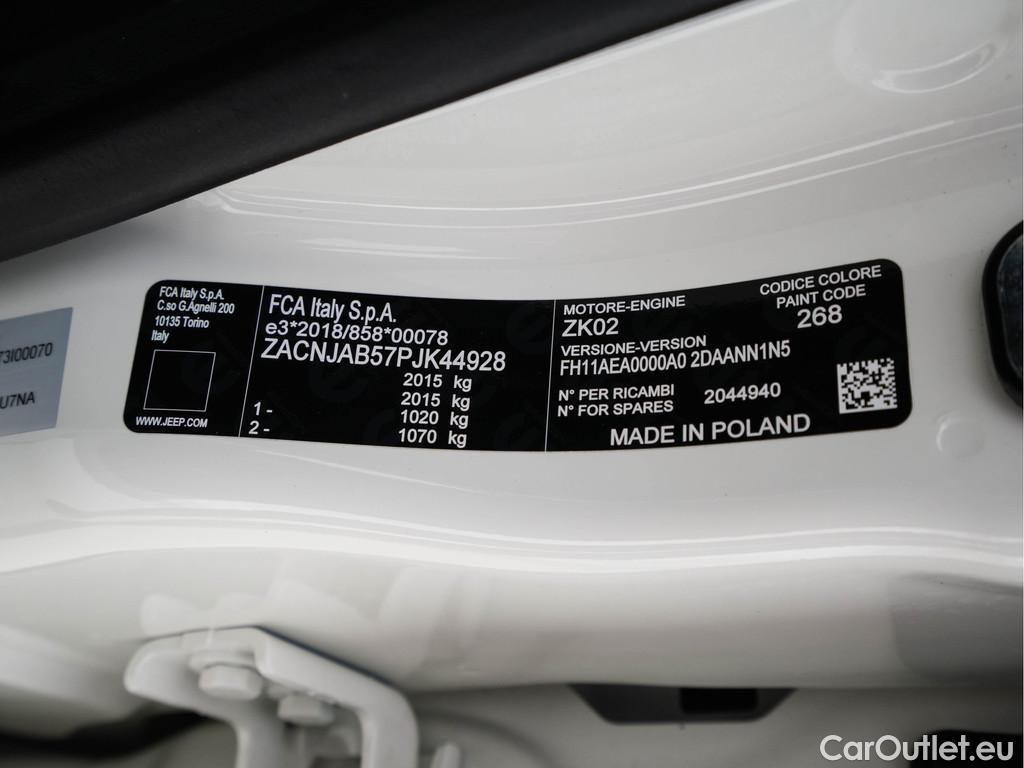 73I00070
U7NA
FCA Italy S.p.A.
C.so G.Agnelli 200
10135 Torino
Italy
WWW.JEEP.COM
FCA Italy S.p.A.
e3*2018/858*00078
ZACNJAB57PJK44928
2015 kg
2015 kg
1- 1020 kg
2- 1070 kg
MOTORE-ENGINE
ZK02
CODICE COLORE
PAINT CODE
268
VERSIONE-VERSION
FH11AEA0000A0 2DAANN1N5
N° PER RICAMBI
N° FOR SPARES
2044940
MADE IN POLAND
CarOutlet.eu